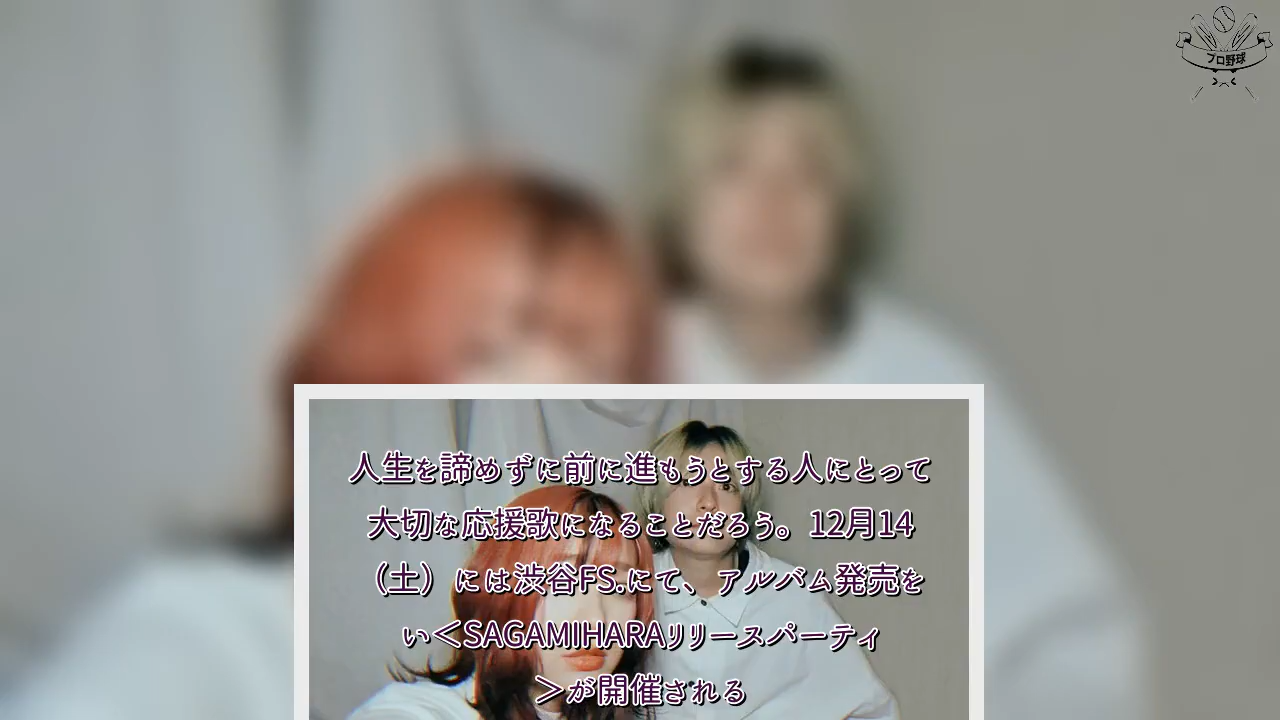 プロ野球
人生を諦めずに前に進もうとする人にとって
大切な応援歌になることだろう。12月14
（土）には渋谷FS.にて、アルバム発売を
い＜SAGAMIHARAリリースパーティ
＞が開催される